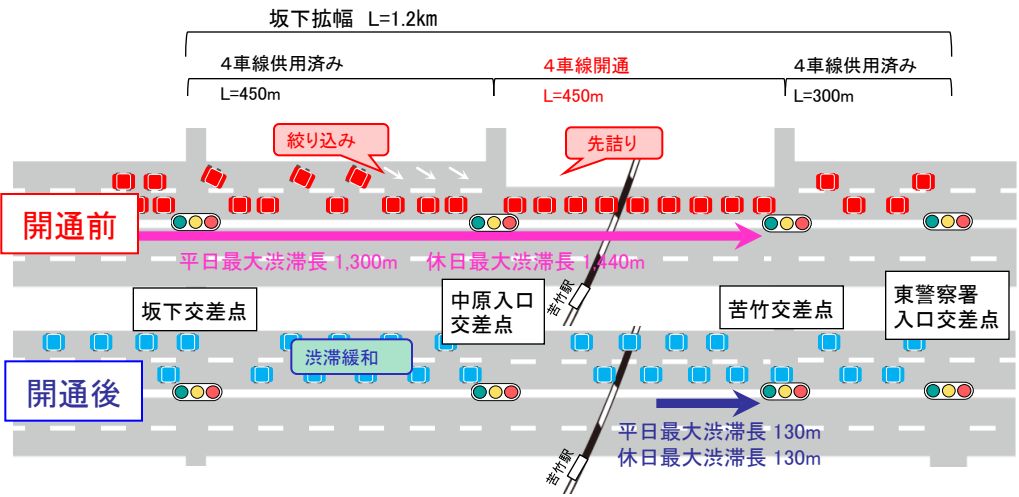 坂下拡幅 L=1.2km
4車線供用済み
L=450m
4車線開通
L=450m
4車線供用済み
L=300m
絞り込み
先詰り
開通前
平日最大渋滞長 1,300m 休日最大渋滞長 1,440m
苦竹駅
坂下交差点
中原入口
交差点
苦竹交差点
東警察署
入口交差点
渋滞緩和
開通後
平日最大渋滞長 130m
休日最大渋滞長 130m
苦竹駅